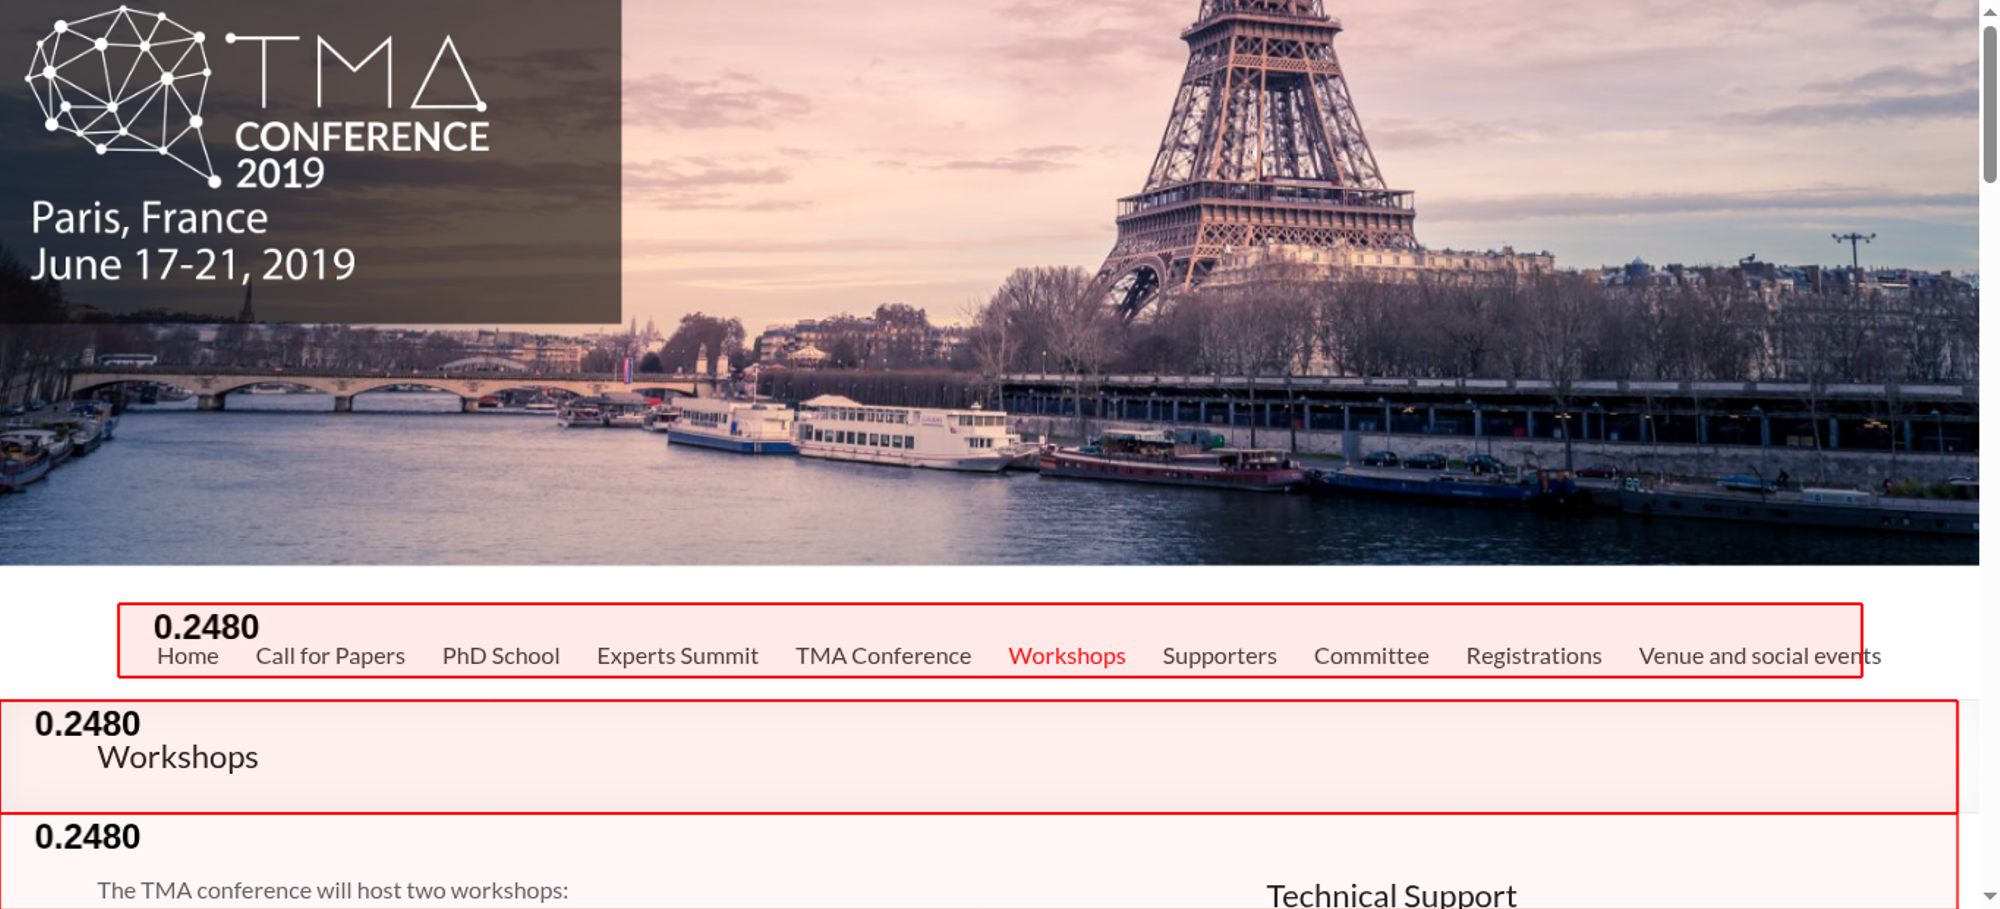 TMA
CONFERENCE
2019
Paris, France
June 17-21, 2019
0.2480
Home Call for Papers PhD School Experts Summit TMA Conference Workshops Supporters Committee Registrations Venue and social events
0.2480
Workshops
0.2480
The TMA conference will host two workshops:
Technical Support